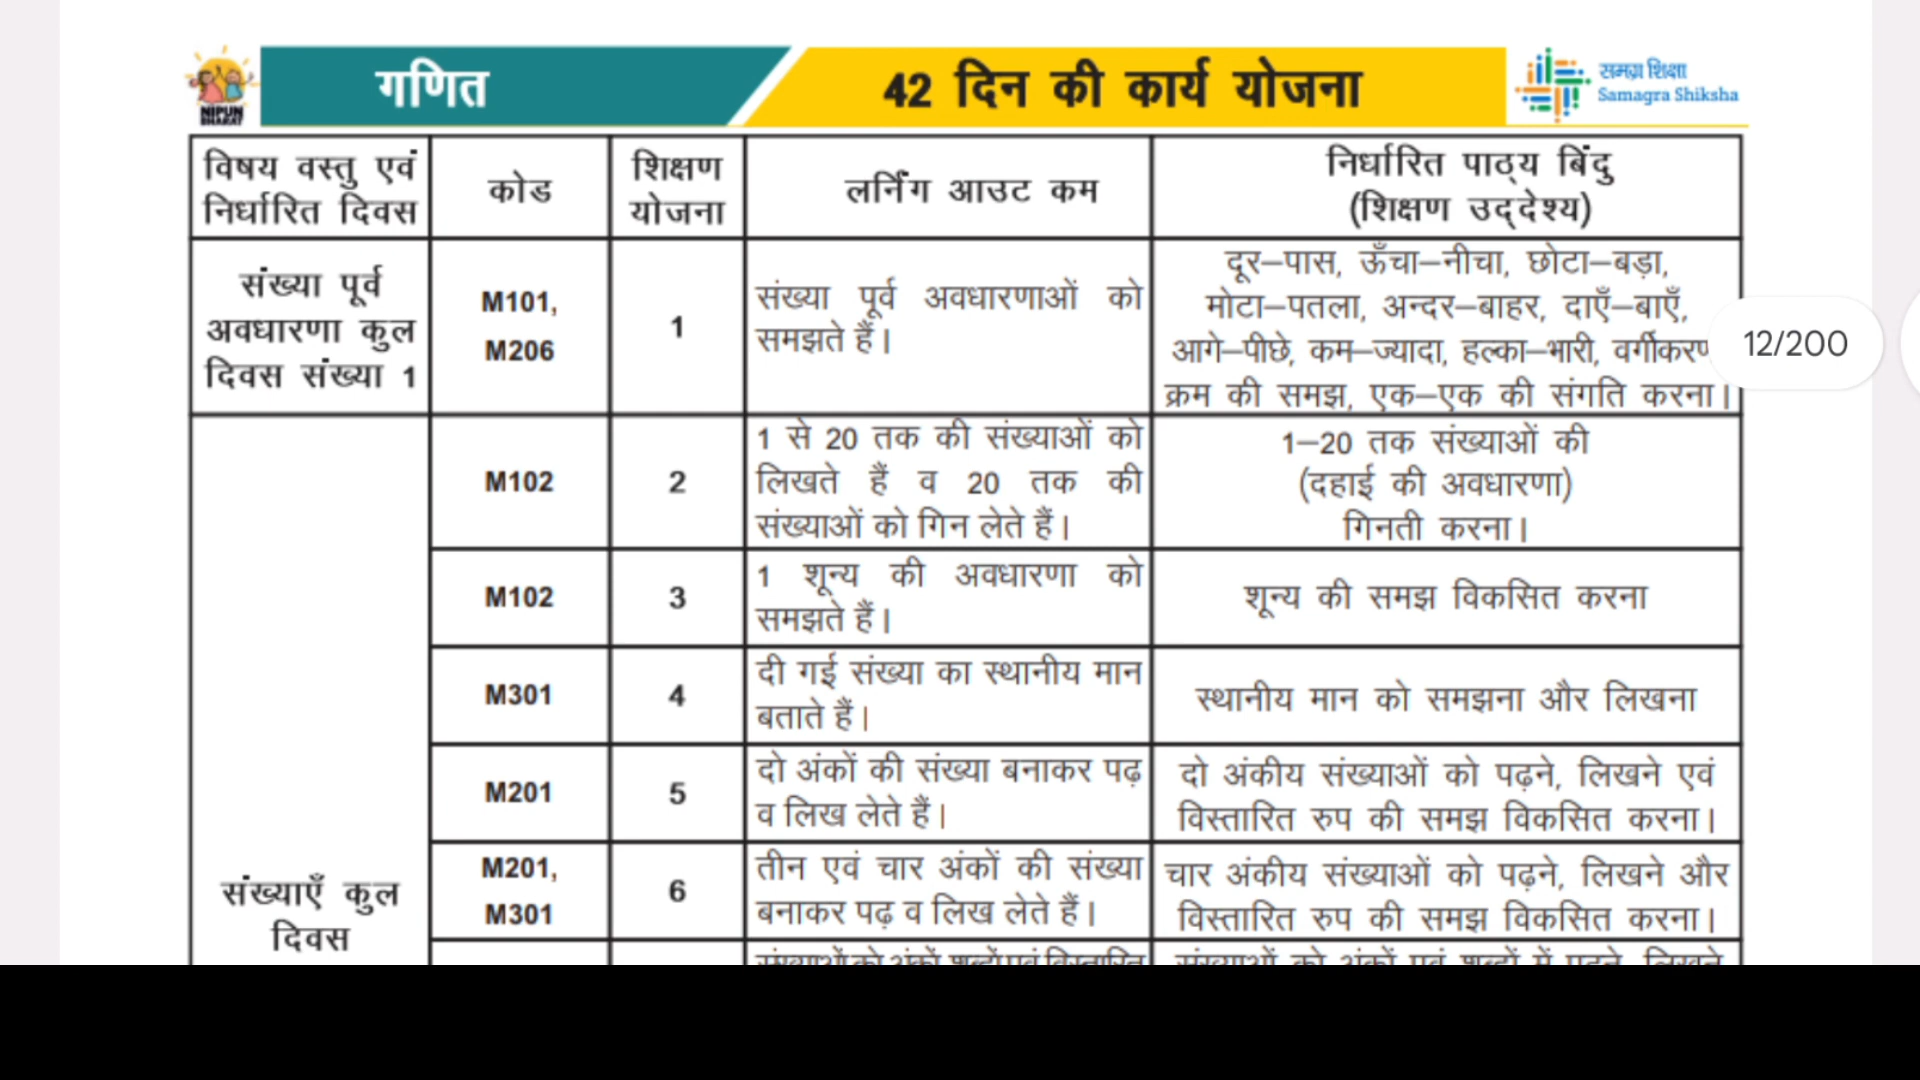 NIPUN
BHARAT
गणित
42 दिन की कार्य योजना
समग्र शिक्षा
Samagra Shiksha
विषय वस्तु एवं
निर्धारित दिवस
कोड
शिक्षण
योजना
लर्निंग आउट कम
निर्धारित पाठ्य बिंदु
(शिक्षण उद्देश्य)
संख्या पूर्व
अवधारणा कुल
दिवस संख्या 1
M101,
M206
1
संख्या पूर्व अवधारणाओं को
समझते हैं।
दूर–पास, ऊँचा–नीचा, छोटा–बड़ा,
मोटा–पतला, अन्दर–बाहर, दाएँ–बाएँ,
आगे–पीछे, कम–ज्यादा, हल्का–भारी,
क्रम की समझ, एक–एक की संगति करना।
12/200
M102
2
1 से 20 तक की संख्याओं को
लिखते हैं व 20 तक की
संख्याओं को गिन लेते हैं।
1–20 तक संख्याओं की
(दहाई की अवधारणा)
गिनती करना।
M102
3
1 शून्य की अवधारणा को
समझते हैं।
शून्य की समझ विकसित करना
M301
4
दी गई संख्या का स्थानीय मान
बताते हैं।
स्थानीय मान को समझना और लिखना
M201
5
दो अंकों की संख्या बनाकर पढ़
व लिख लेते हैं।
दो अंकीय संख्याओं को पढ़ने, लिखने एवं
विस्तारित रुप की समझ विकसित करना।
संख्याएँ कुल
दिवस
M201,
M301
6
तीन एवं चार अंकों की संख्या
बनाकर पढ़ व लिख लेते हैं।
चार अंकीय संख्याओं को पढ़ने, लिखने और
विस्तारित रुप की समझ विकसित करना।